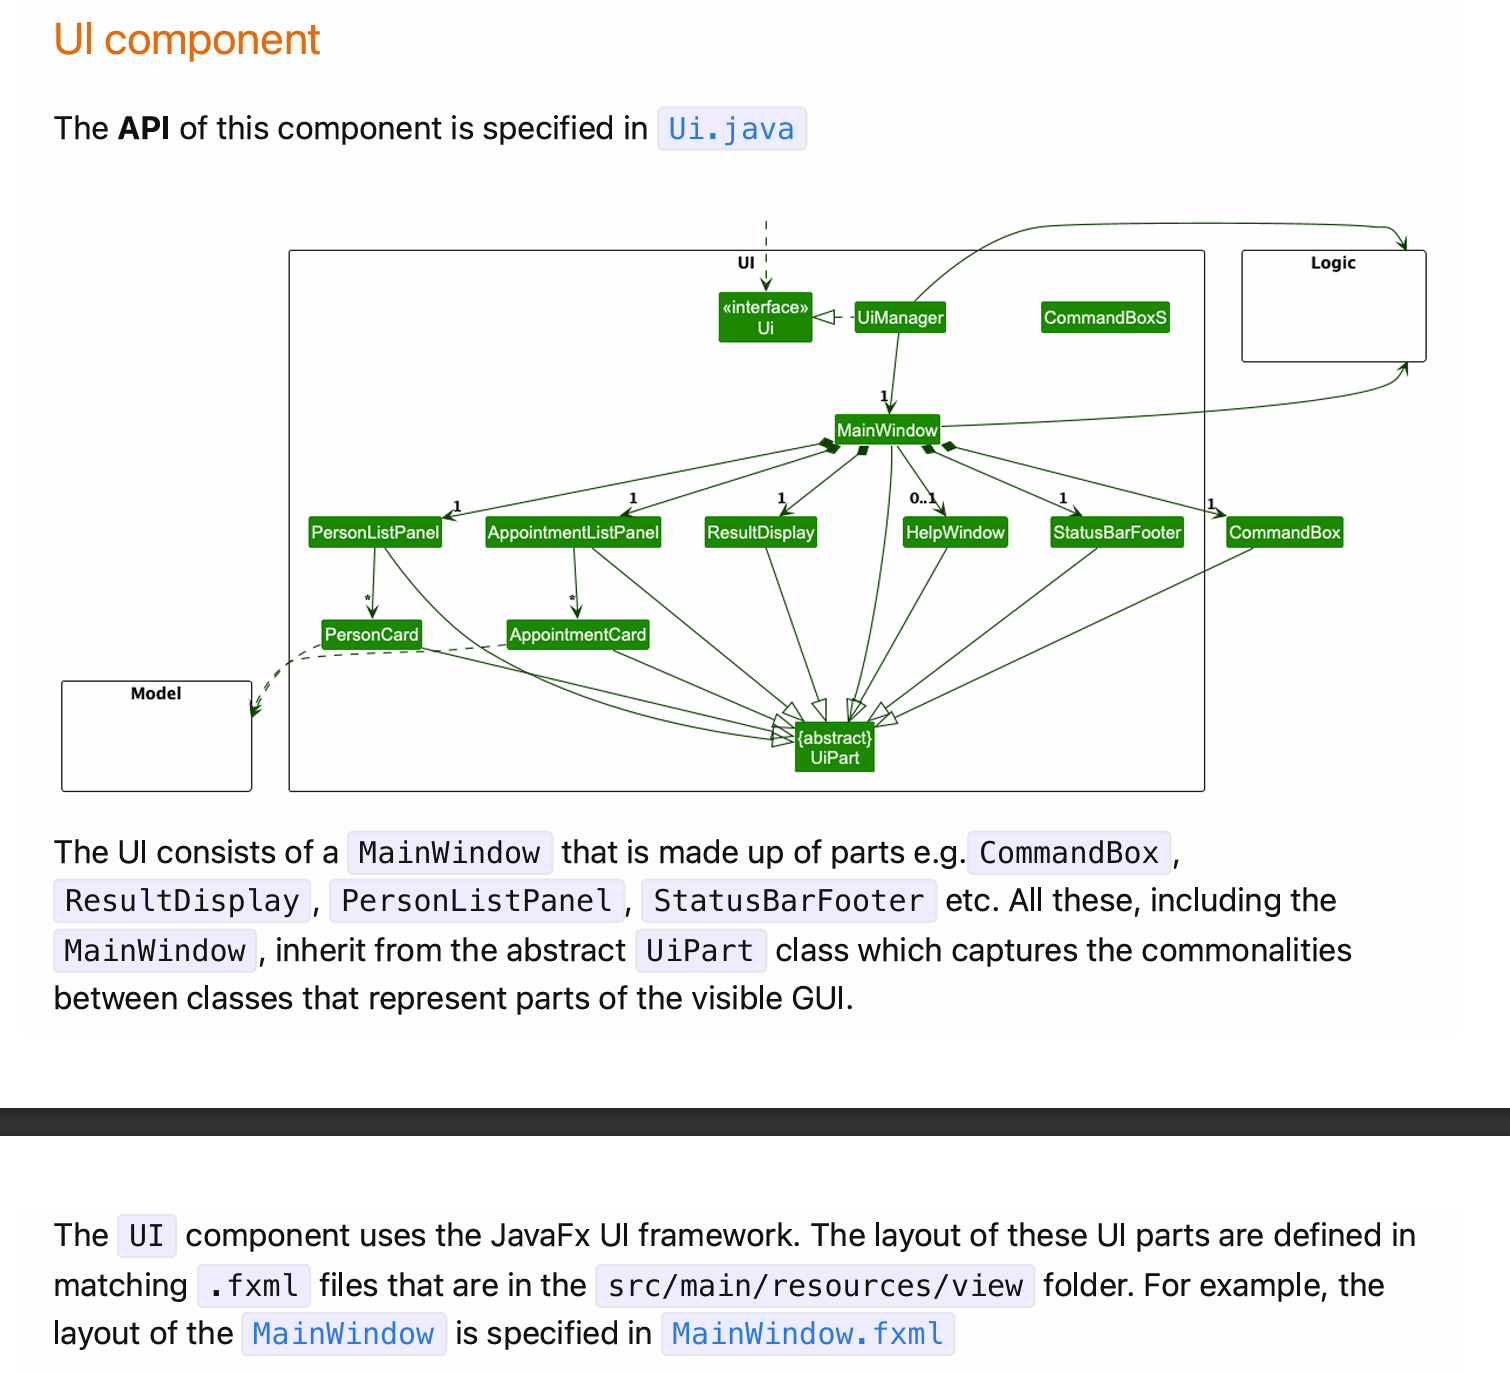 UI component
The API of this component is specified in Ui.java
UI
Logic
«interface»
Ui
UiManager
CommandBoxS
1
MainWindow
1
1
1
0..1
1
1
PersonListPanel
AppointmentListPanel
ResultDisplay
HelpWindow
StatusBarFooter
CommandBox
*
*
PersonCard
AppointmentCard
Model
{abstract}
UiPart
The UI consists of a MainWindow that is made up of parts e.g. CommandBox ,
ResultDisplay , PersonListPanel , StatusBarFooter etc. All these, including the
MainWindow , inherit from the abstract UiPart class which captures the commonalities
between classes that represent parts of the visible GUI.
The UI component uses the JavaFx UI framework. The layout of these UI parts are defined in
matching .fxml files that are in the src/main/resources/view folder. For example, the
layout of the MainWindow is specified in MainWindow.fxml